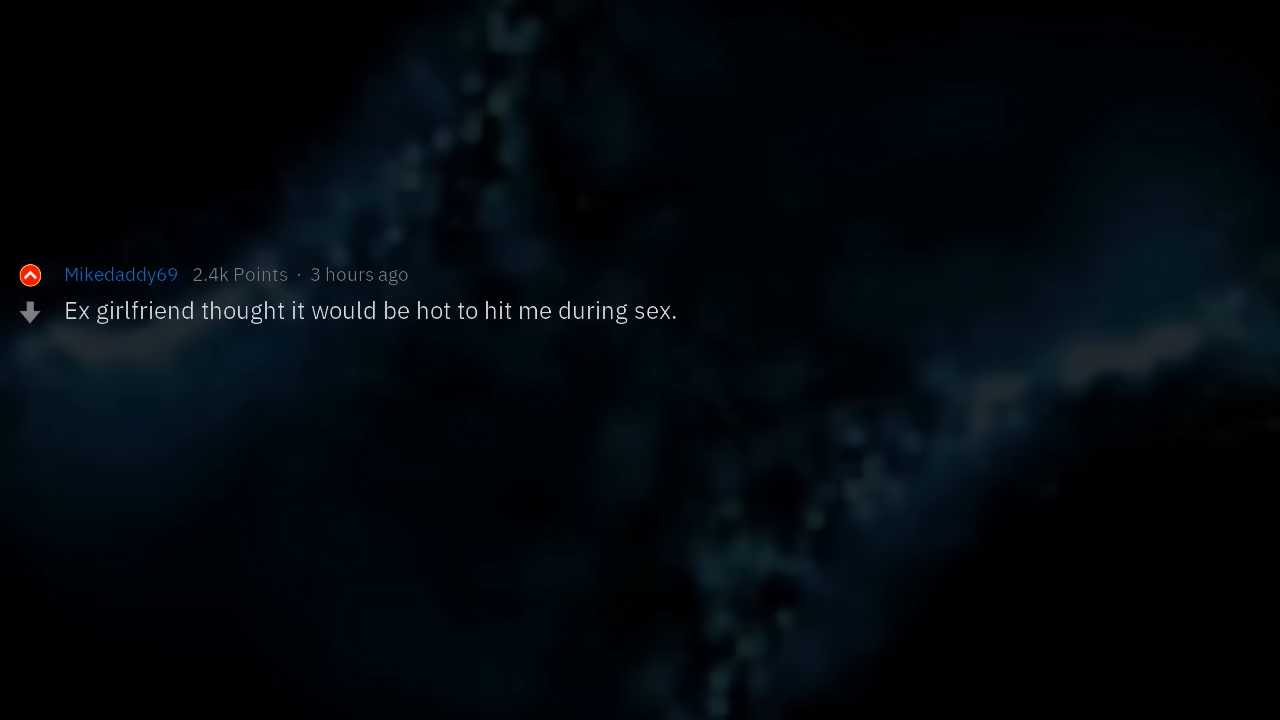 Mikedaddy69 2.4k Points · 3 hours ago
Ex girlfriend thought it would be hot to hit me during sex.